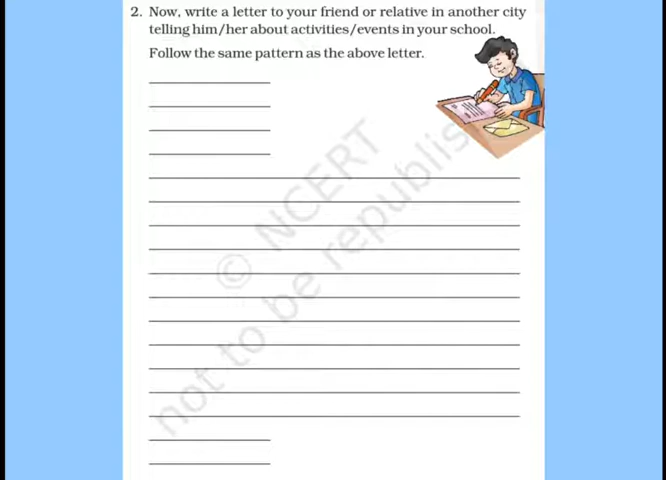 2. Now, write a letter to your friend or relative in another city
telling him/her about activities/events in your school.
Follow the same pattern as the above letter.
© NCERT
not to be republis